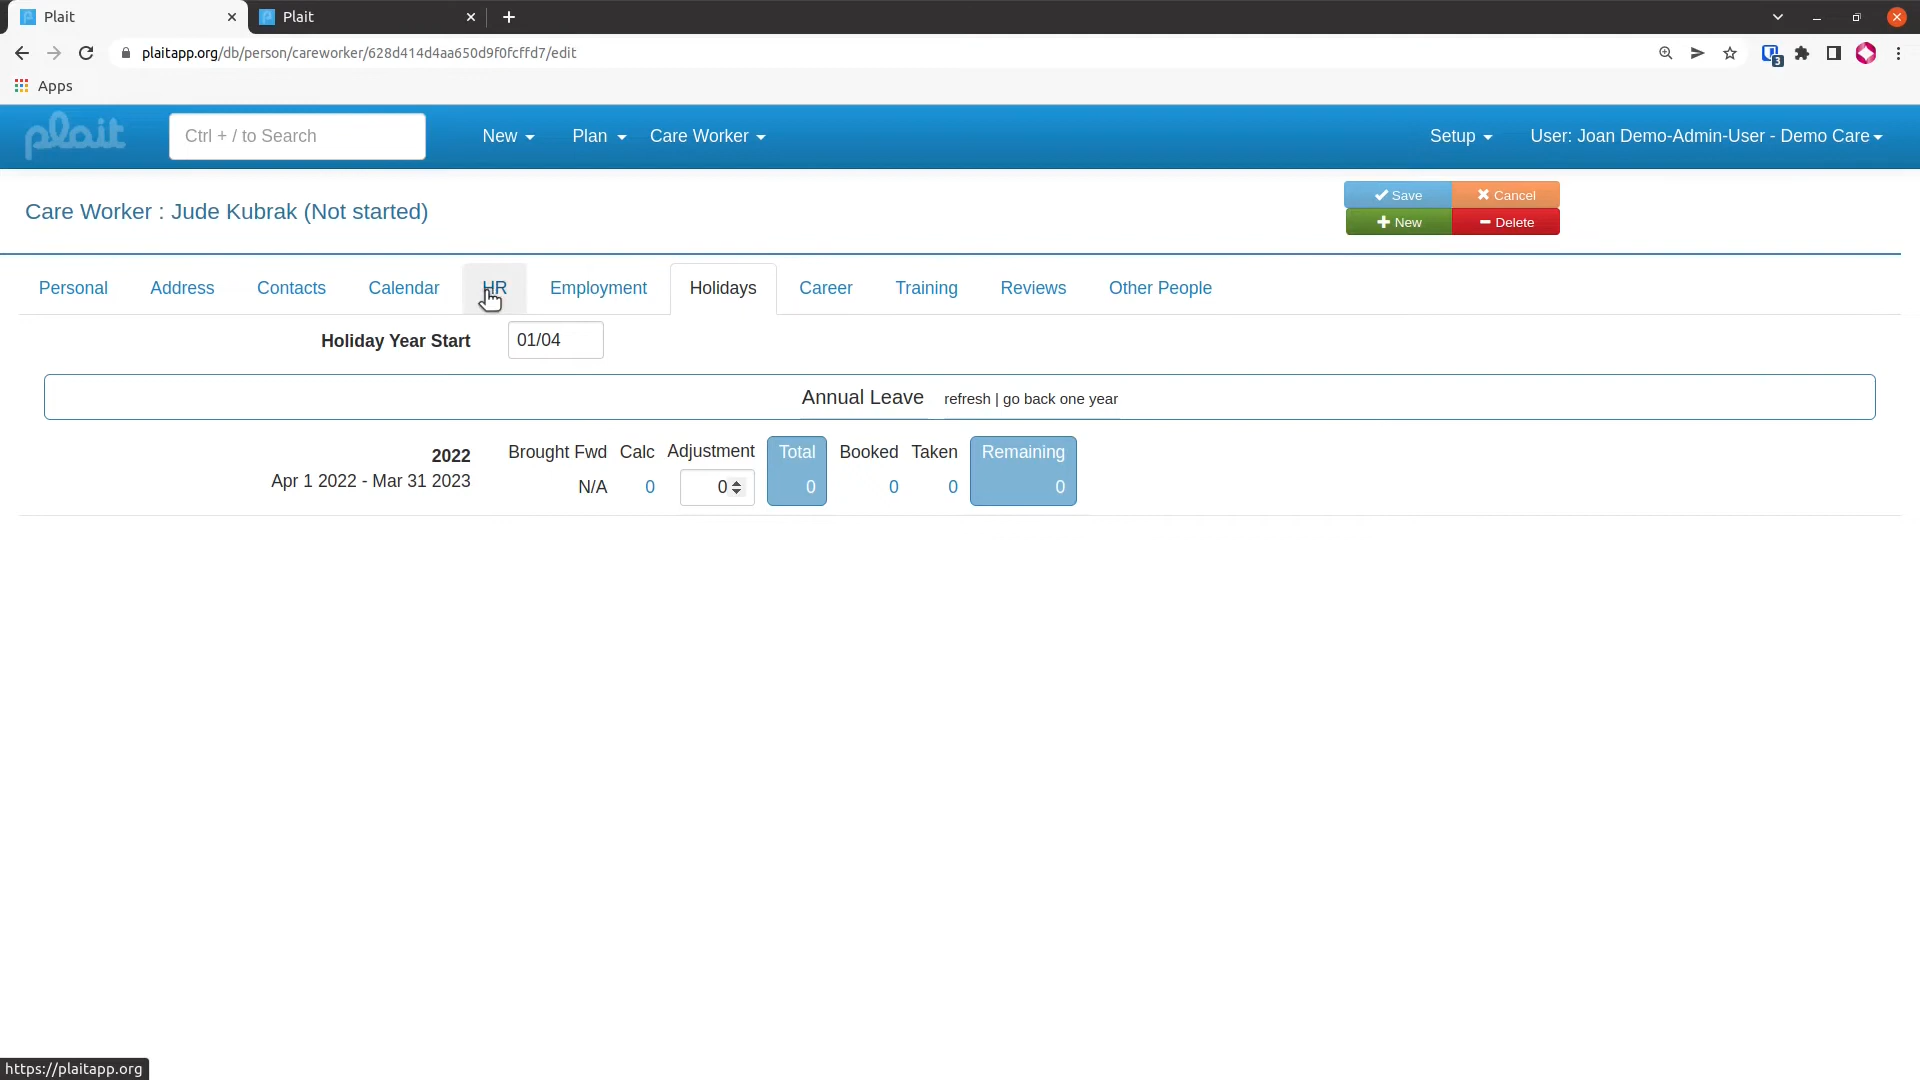 Plait
Plait
plaitapp.org/db/person/careworker/628d414d4aa650d9f0fcffd7/edit
3
Apps
plait
Ctrl + / to Search
New
Plan
Care Worker
Setup
User: Joan Demo-Admin-User - Demo Care
Care Worker : Jude Kubrak (Not started)
Save
Cancel
New
Delete
Personal
Address
Contacts
Calendar
HR
Employment
Holidays
Career
Training
Reviews
Other People
Holiday Year Start
01/04
Annual Leave refresh | go back one year
2022 Brought Fwd Calc Adjustment Total Booked Taken Remaining
Apr 1 2022 - Mar 31 2023 N/A 0 0 0 0 0 0
https://plaitapp.org